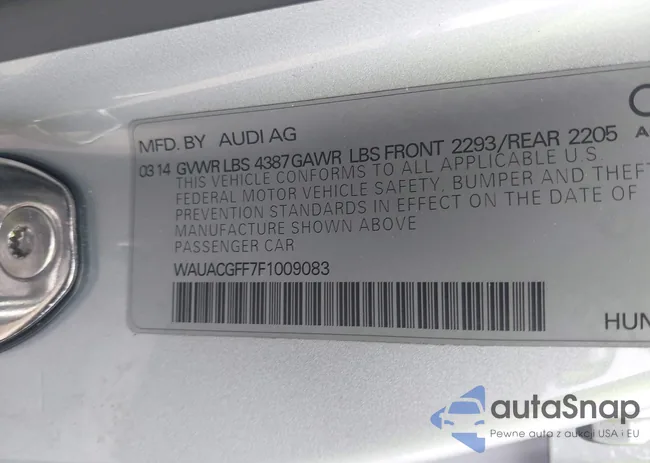 MFD. BY AUDI AG
03 14 GVWR LBS 4387 GAWR LBS FRONT 2293/REAR 2205
THIS VEHICLE CONFORMS TO ALL APPLICABLE U.S.
FEDERAL MOTOR VEHICLE SAFETY, BUMPER AND THEFT
PREVENTION STANDARDS IN EFFECT ON THE DATE OF
MANUFACTURE SHOWN ABOVE
PASSENGER CAR
WAUACGFF7F1009083
autaSnap
Pewne auta z aukcji USA i EU